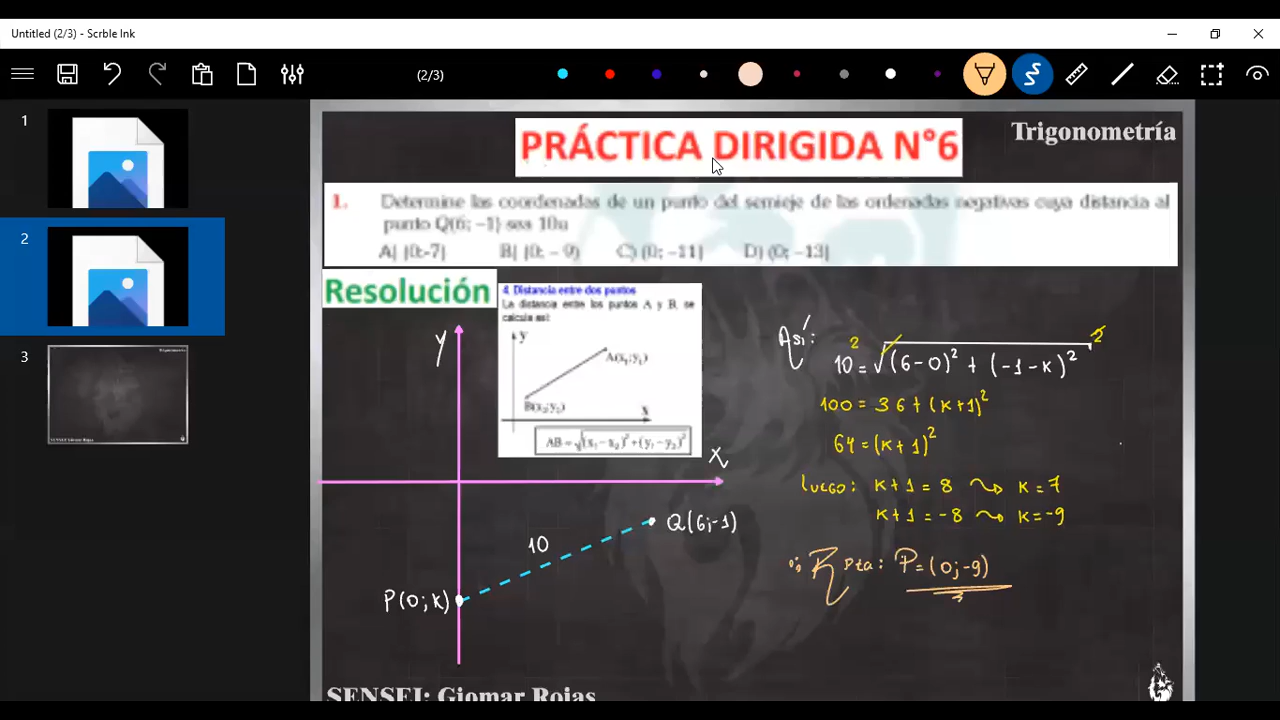 Untitled (2/3) - Scrble Ink
(2/3)
1
2
3
Trigonometría
PRÁCTICA DIRIGIDA N°6
1. Determine las coordenadas de un punto del semieje de las ordenadas negativas cuya distancia al
punto Q(6; -1) sea 10u
A) (0;-7) B) (0; - 9) C) (0; -11) D) (0; -13)
Resolución
4. Distancia entre dos puntos
La distancia entre los puntos A y B, se
calcula así:
y
A(x₁;y₁)
B(x₂;y₂)
x
AB = √(x₁ - x₂)² + (y₁ - y₂)²
y
x
Q(6;-1)
10
P(0;K)
Así:
10² = √(6-0)² + (-1-K)²²
100 = 36 + (K+1)²
64 = (K+1)²
luego: K+1 = 8 → K = 7
K+1 = -8 → K = -9
∴ Rpta: P = (0;-9)
SENSEI: Giomar Rojas